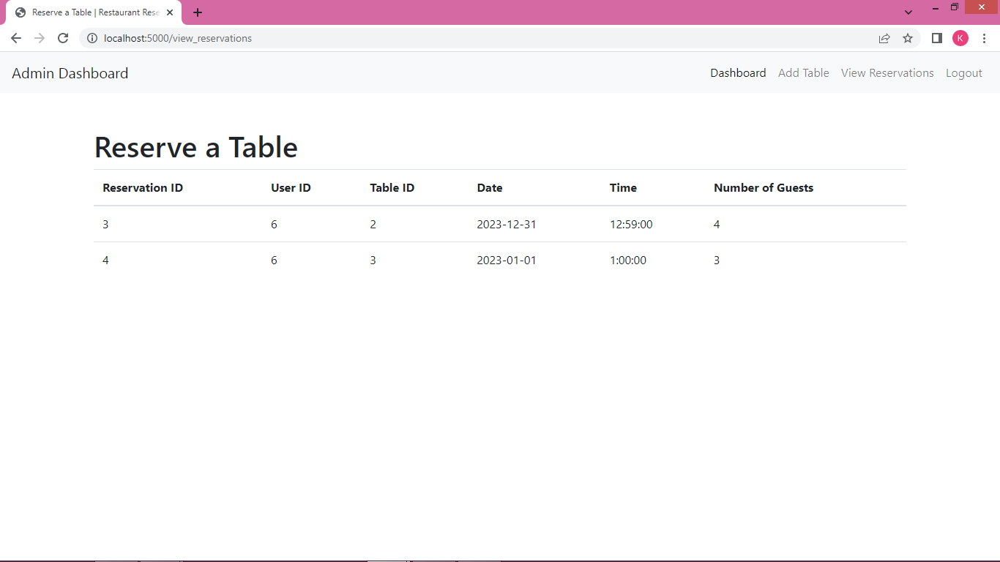 Reserve a Table | Restaurant Rese
localhost:5000/view_reservations
K
Admin Dashboard
Dashboard Add Table View Reservations Logout
Reserve a Table
Reservation ID User ID Table ID Date Time Number of Guests
3 6 2 2023-12-31 12:59:00 4
4 6 3 2023-01-01 1:00:00 3